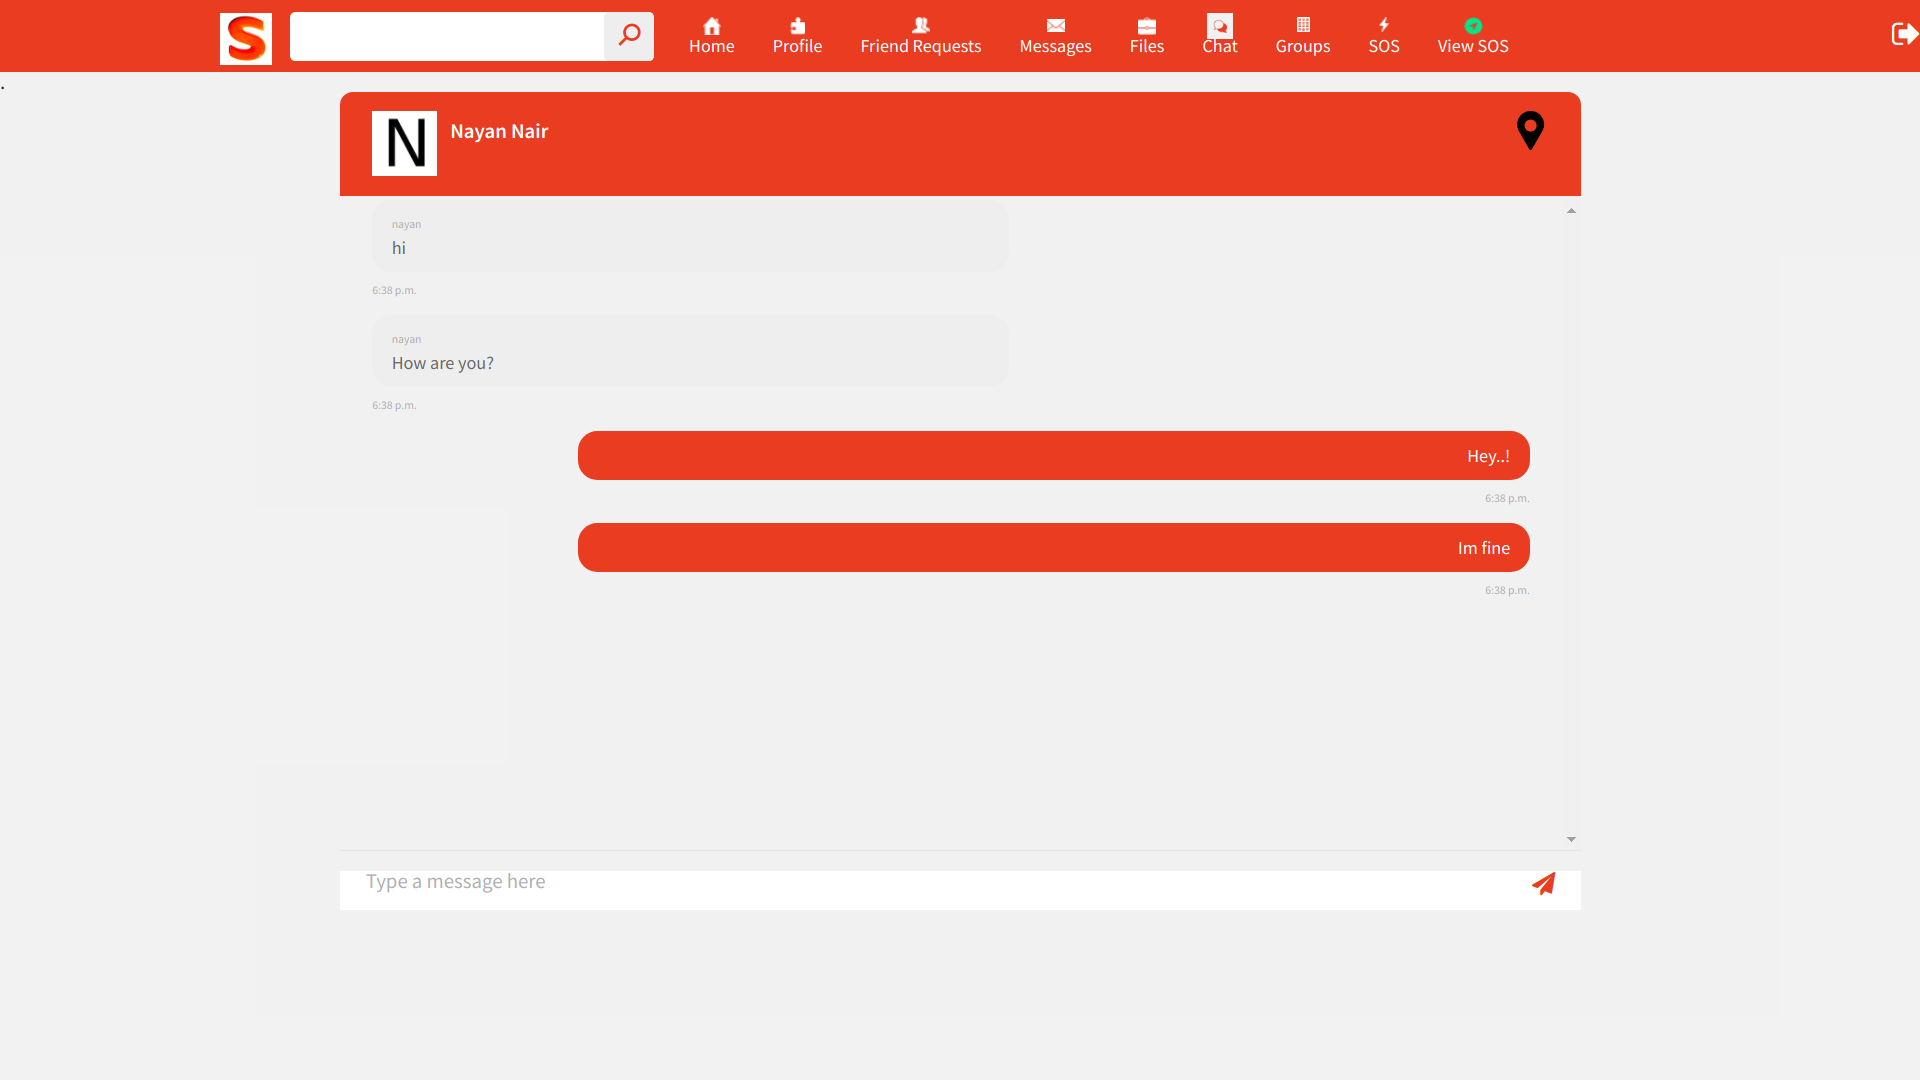 S
Home Profile Friend Requests Messages Files Chat Groups SOS View SOS
.
N Nayan Nair
nayan
hi
6:38 p.m.
nayan
How are you?
6:38 p.m.
Hey..!
6:38 p.m.
Im fine
6:38 p.m.
Type a message here